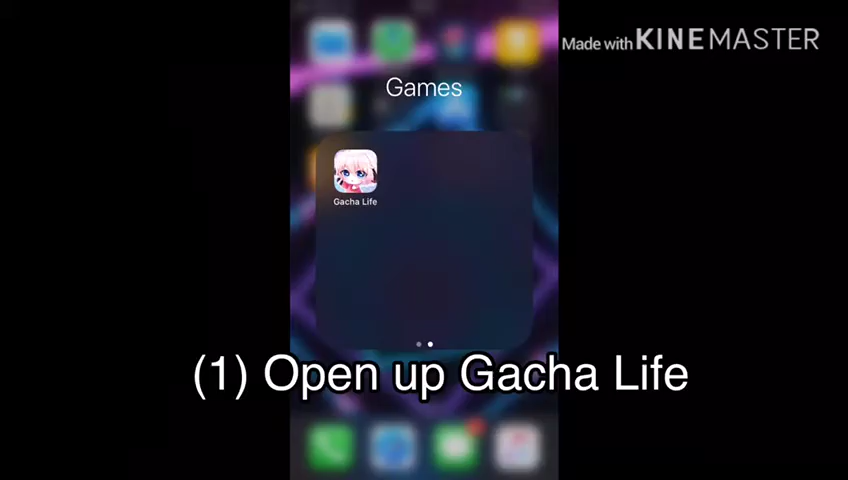 Made with KINEMASTER
Games
Gacha Life
(1) Open up Gacha Life